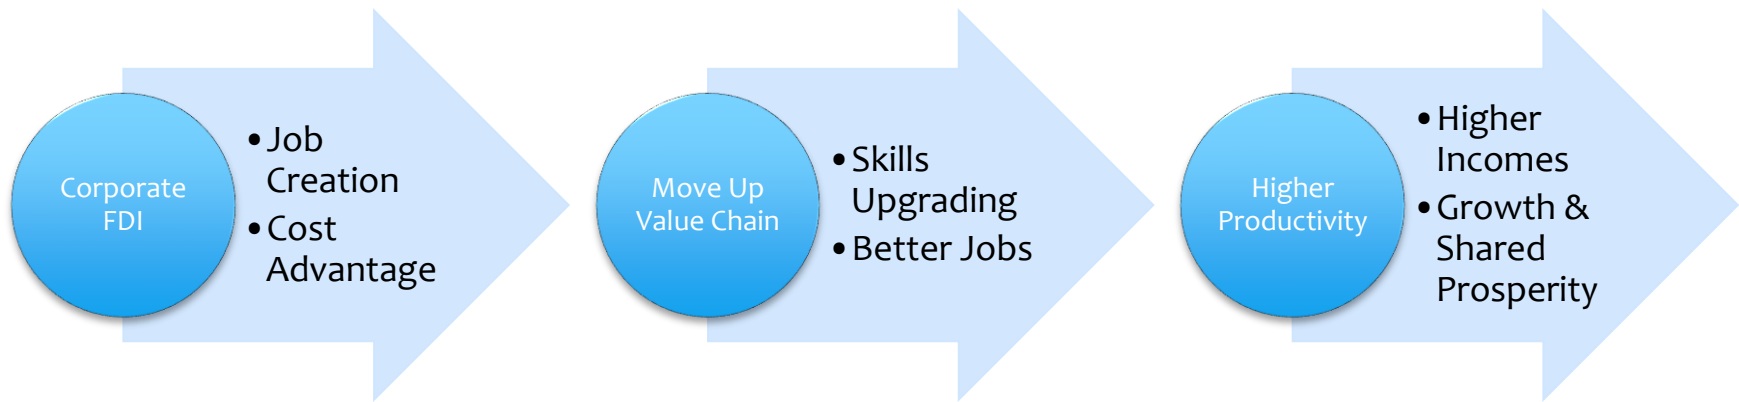 Corporate
FDI
•Job
Creation
•Cost
Advantage
Move Up
Value Chain
•Skills
Upgrading
•Better Jobs
Higher
Productivity
•Higher
Incomes
•Growth &
Shared
Prosperity